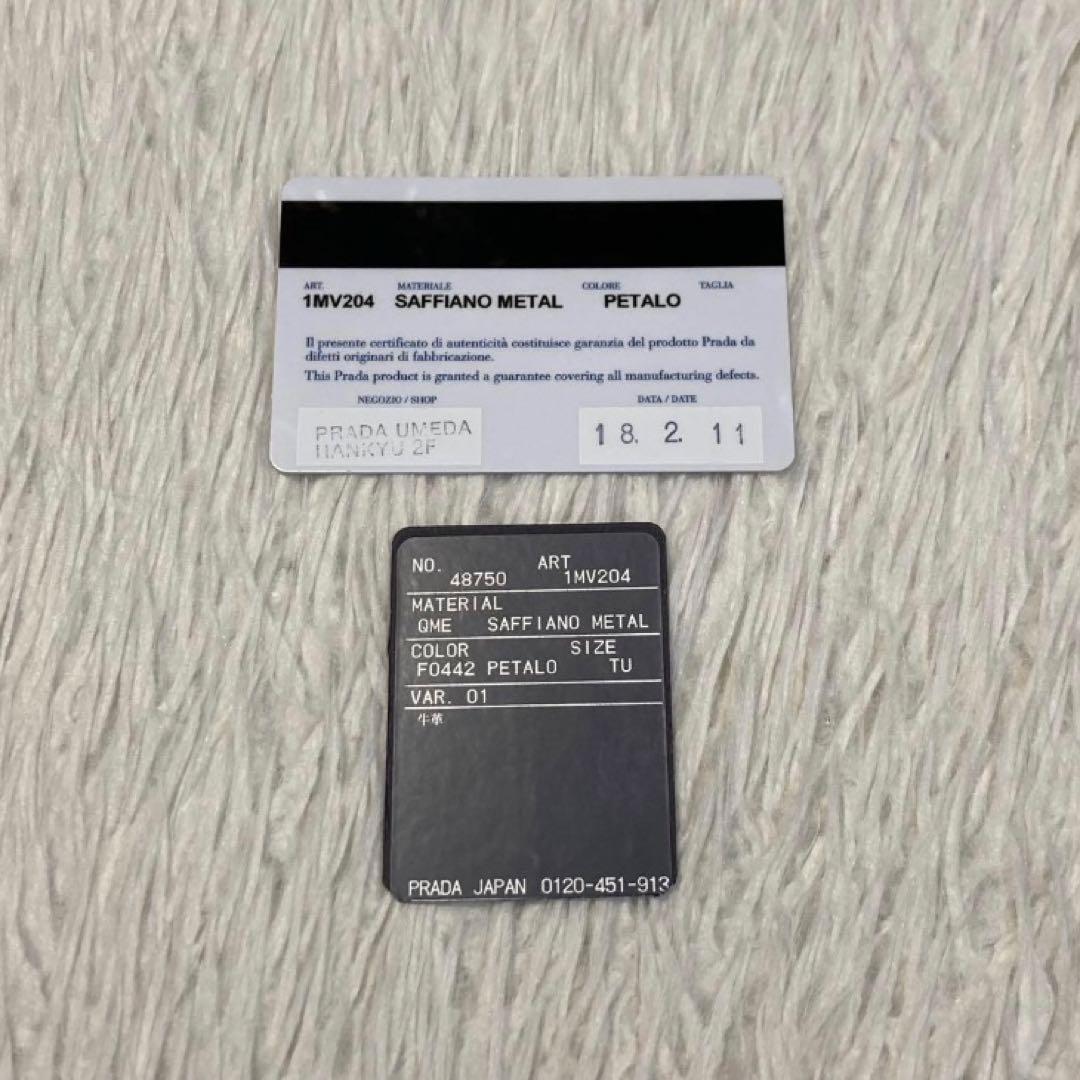 ART. MATERIALE COLORE TAGLIA
1MV204 SAFFIANO METAL PETALO
Il presente certificato di autenticità costituisce garanzia del prodotto Prada da
difetti originari di fabbricazione.
This Prada product is granted a guarantee covering all manufacturing defects.
NEGOZIO / SHOP DATA / DATE
PRADA UMEDA
HANKYU 2F
18. 2. 11
NO. ART
48750 1MV204
MATERIAL
QME SAFFIANO METAL
COLOR SIZE
F0442 PETALO TU
VAR. 01
牛革
PRADA JAPAN 0120-451-913